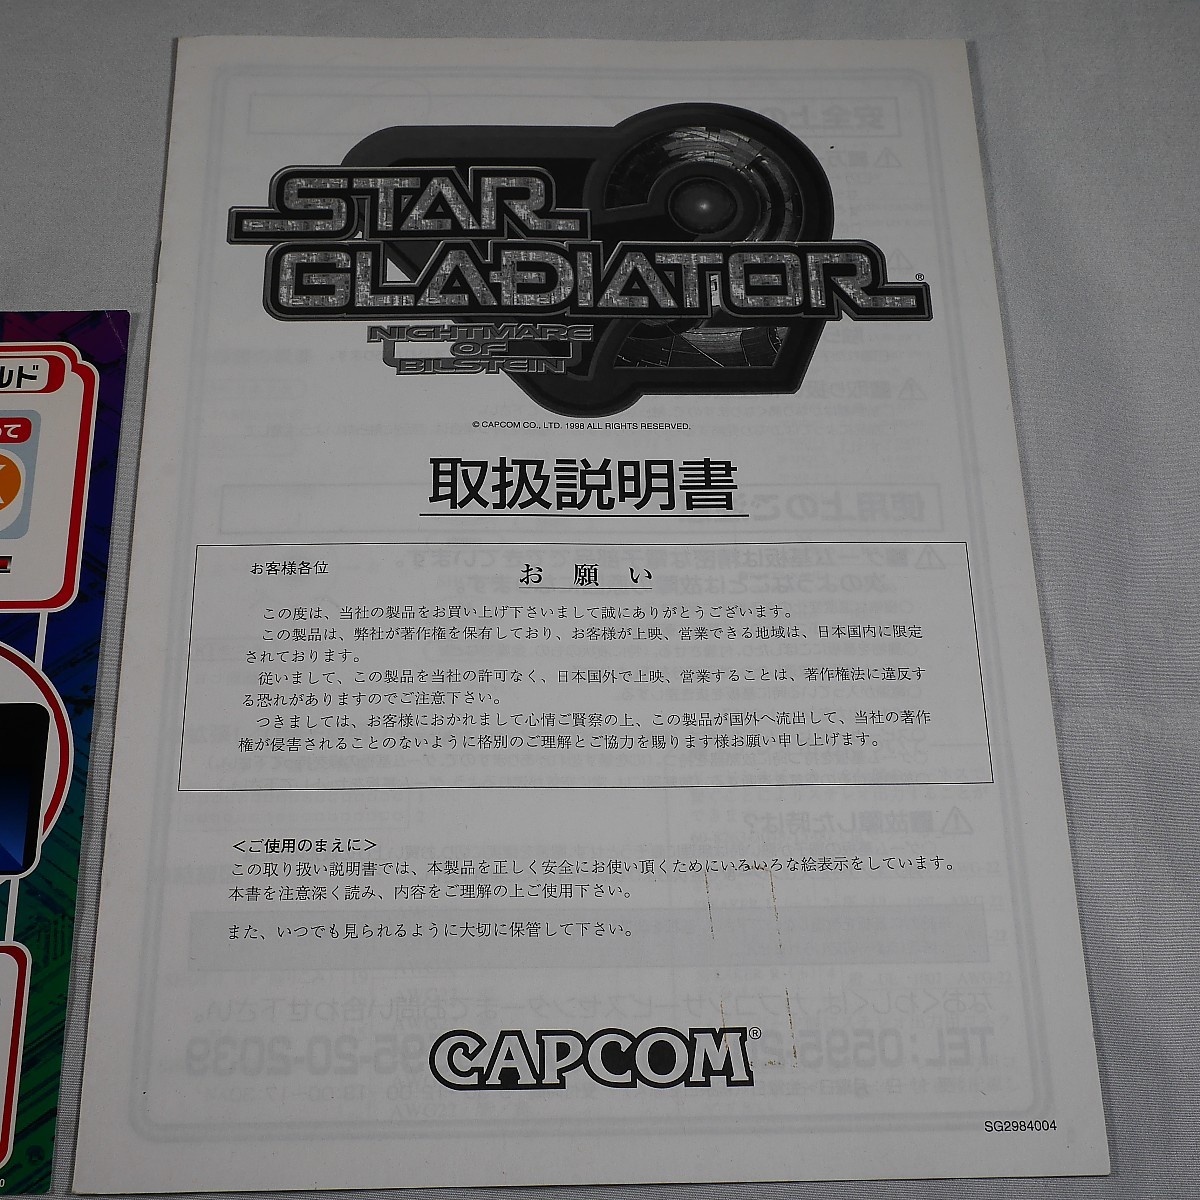 STAR
GLADIATOR®
2
NIGHTMARE
OF
BILSTEIN
© CAPCOM CO., LTD. 1998 ALL RIGHTS RESERVED.
取扱説明書
お客様各位
お願い
この度は、当社の製品をお買い上げ下さいまして誠にありがとうございます。
この製品は、弊社が著作権を保有しており、お客様が上映、営業できる地域は、日本国内に限定
されております。
従いまして、この製品を当社の許可なく、日本国外で上映、営業することは、著作権法に違反す
る恐れがありますのでご注意下さい。
つきましては、お客様におかれまして心情ご賢察の上、この製品が国外へ流出して、当社の著作
権が侵害されることのないように格別のご理解とご協力を賜ります様お願い申し上げます。
＜ご使用のまえに＞
この取り扱い説明書では、本製品を正しく安全にお使い頂くためにいろいろな絵表示をしています。
本書を注意深く読み、内容をご理解の上ご使用下さい。
また、いつでも見られるように大切に保管して下さい。
CAPCOM®
SG2984004
ルド
って
K